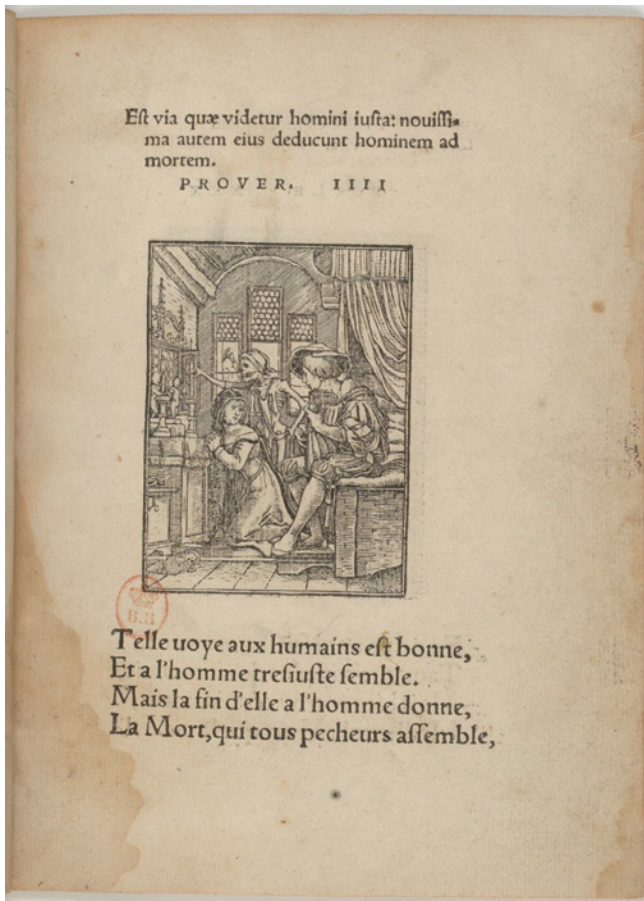 Eſt via quæ videtur homini iuſta: nouiſſi-
ma autem eius deducunt hominem ad
mortem.
PROVER. IIII
B.R
Telle uoye aux humains eſt bonne,
Et a l'homme treſiuſte ſemble.
Mais la fin d'elle a l'homme donne,
La Mort, qui tous pecheurs aſſemble,